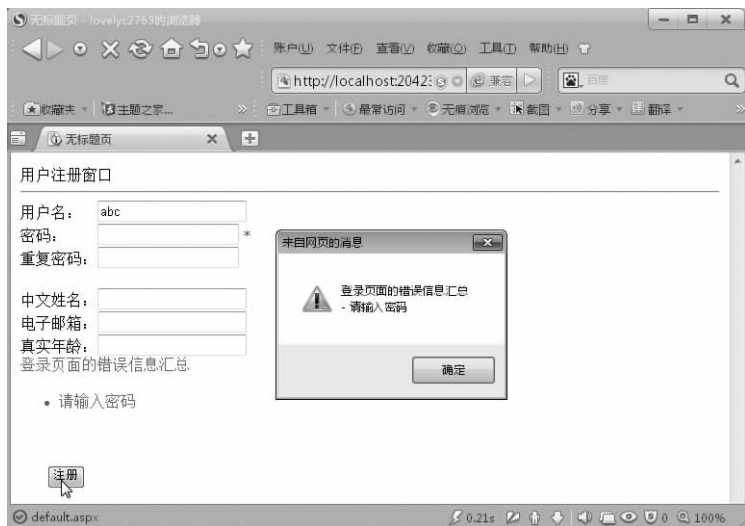 无标题页 - lovelyc2763的浏览器
账户(U) 文件(F) 查看(V) 收藏(O) 工具(T) 帮助(H)
http://localhost:2042 兼容 百度
收藏夹 主题之家... 工具箱 最常访问 无痕浏览 截图 分享 翻译
无标题页
用户注册窗口
用户名： abc
密码： *
重复密码：
中文姓名：
电子邮箱：
真实年龄：
登录页面的错误信息汇总
• 请输入密码
注册
来自网页的消息
登录页面的错误信息汇总
- 请输入密码
确定
default.aspx 0.21s 0 100%